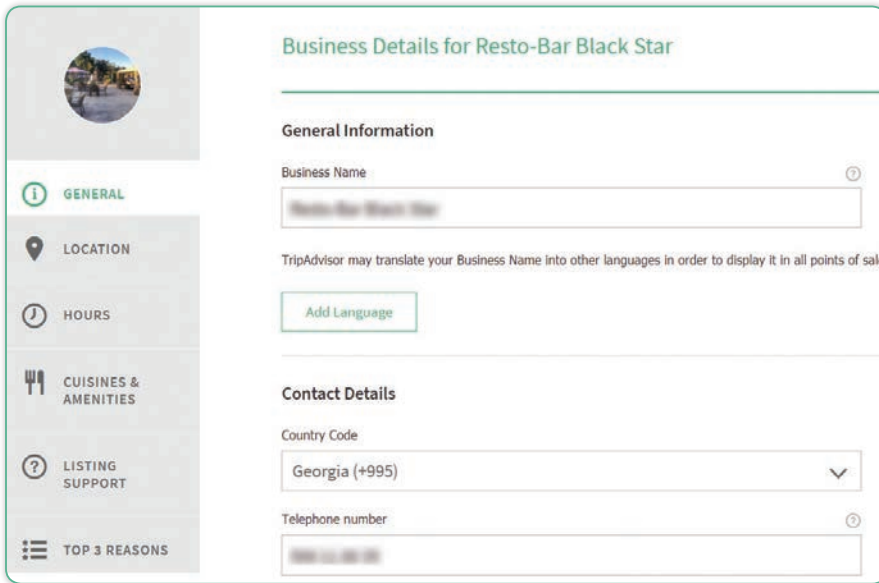 Business Details for Resto-Bar Black Star
General Information
Business Name
TripAdvisor may translate your Business Name into other languages in order to display it in all points of sal
Add Language
Contact Details
Country Code
Georgia (+995)
Telephone number
GENERAL
LOCATION
HOURS
CUISINES &
AMENITIES
LISTING
SUPPORT
TOP 3 REASONS